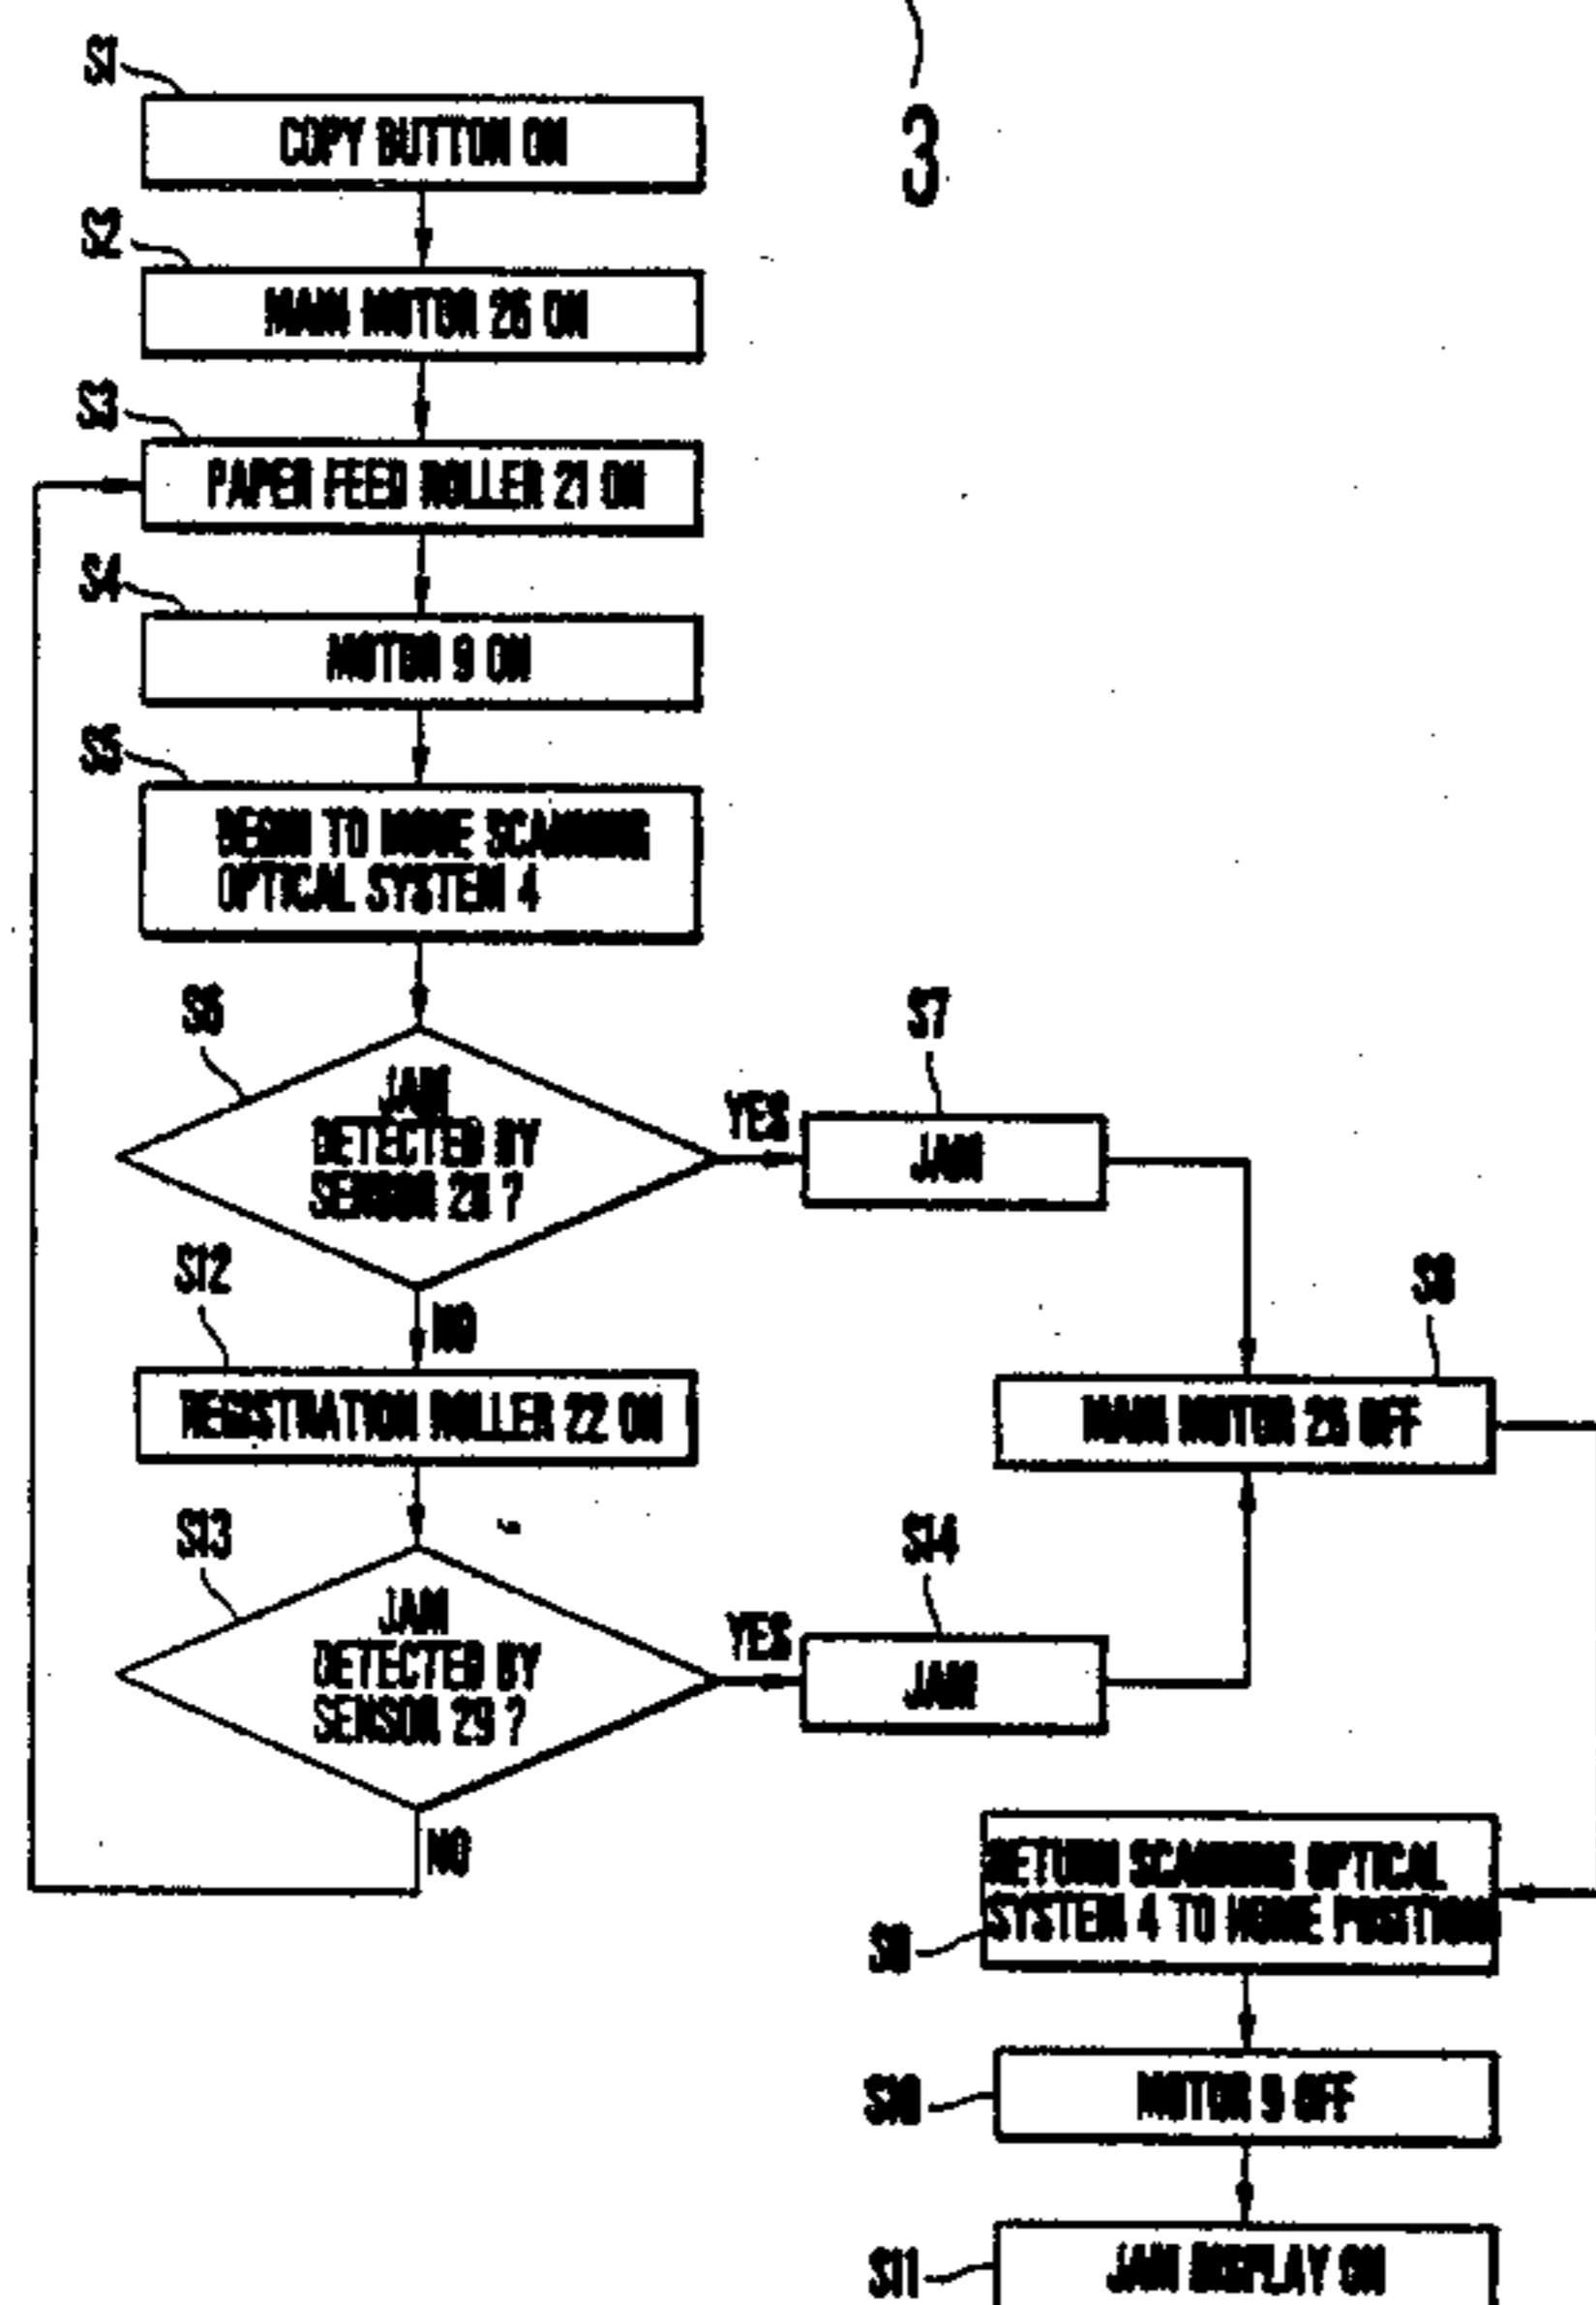 3
S1
COPY BUTTON ON
S2
MAIN MOTOR 26 ON
S3
PAPER FEED ROLLER 21 ON
S4
MOTOR 9 ON
S5
BEGIN TO MOVE SCANNING
OPTICAL SYSTEM 4
S6
JAM
DETECTED BY
SENSOR 28 ?
YES
S7
JAM
NO
S12
REGISTRATION ROLLER 22 ON
S8
MAIN MOTOR 26 OFF
S13
JAM
DETECTED BY
SENSOR 29 ?
YES
S14
JAM
NO
S9
RETURN SCANNING OPTICAL
SYSTEM 4 TO HOME POSITION
S10
MOTOR 9 OFF
S11
JAM DISPLAY ON